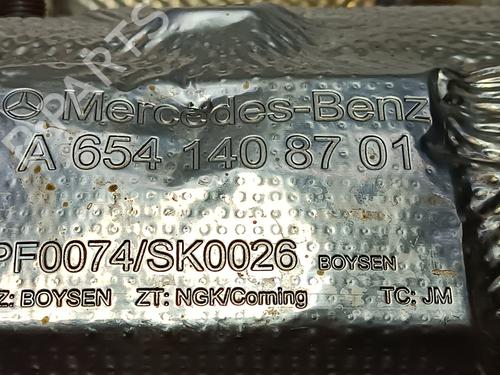 Mercedes-Benz
A 654 140 87 01
PF0074/SK0026 BOYSEN
Z: BOYSEN ZT: NGK/Corning TC: JM